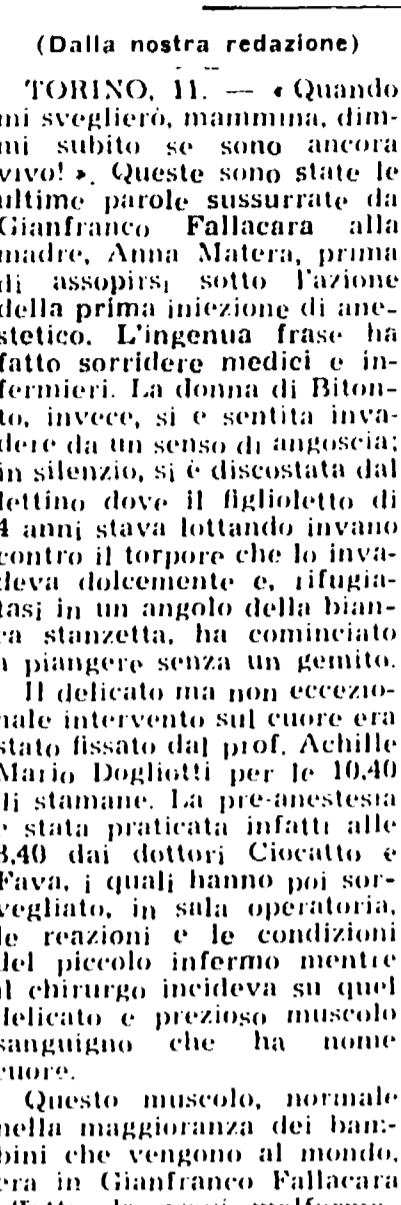 (Dalla nostra redazione)
TORINO, 11. — « Quando
mi sveglierò, mammina, dim-
mi subito se sono ancora
vivo! ». Queste sono state le
ultime parole sussurrate da
Gianfranco Fallacara alla
madre, Anna Matera, prima
di assopirsi sotto l'azione
della prima iniezione di ane-
stetico. L'ingenua frase ha
fatto sorridere medici e in-
fermieri. La donna di Biton-
to, invece, si è sentita inva-
dere da un senso di angoscia;
in silenzio, si è discostata dal
lettino dove il figlioletto di
4 anni stava lottando invano
contro il torpore che lo inva-
deva dolcemente e, rifugia-
tasi in un angolo della bian-
ca stanzetta, ha cominciato
a piangere senza un gemito.
Il delicato ma non eccezio-
nale intervento sul cuore era
stato fissato dal prof. Achille
Mario Dogliotti per le 10,40
di stamane. La pre-anestesia
è stata praticata infatti alle
8,40 dai dottori Ciocatto e
Fava, i quali hanno poi sor-
vegliato, in sala operatoria,
le reazioni e le condizioni
del piccolo infermo mentre
il chirurgo incideva su quel
delicato e prezioso muscolo
sanguigno che ha nome
cuore.
Questo muscolo, normale
nella maggioranza dei bam-
bini che vengono al mondo,
era in Gianfranco Fallacara